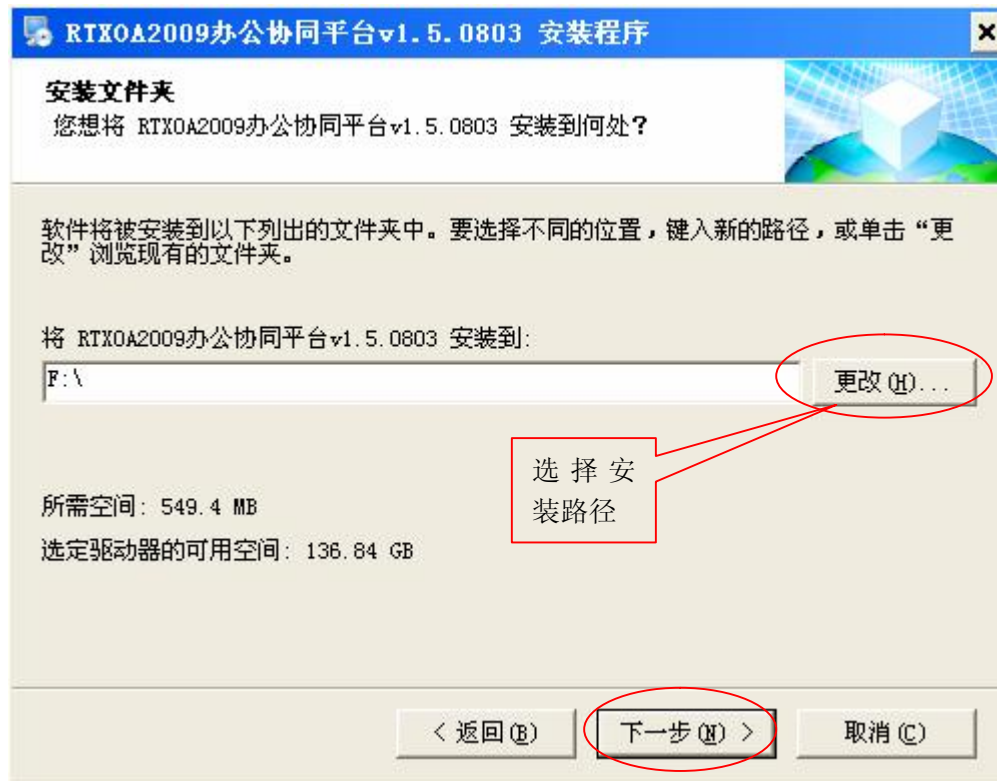 RTXOA2009办公协同平台v1.5.0803 安装程序
安装文件夹
您想将 RTXOA2009办公协同平台v1.5.0803 安装到何处?
软件将被安装到以下列出的文件夹中。要选择不同的位置，键入新的路径，或单击“更
改”浏览现有的文件夹。
将 RTXOA2009办公协同平台v1.5.0803 安装到:
F:\
更改(H)...
选择安
装路径
所需空间: 549.4 MB
选定驱动器的可用空间: 136.84 GB
< 返回(B)
下一步(N) >
取消(C)